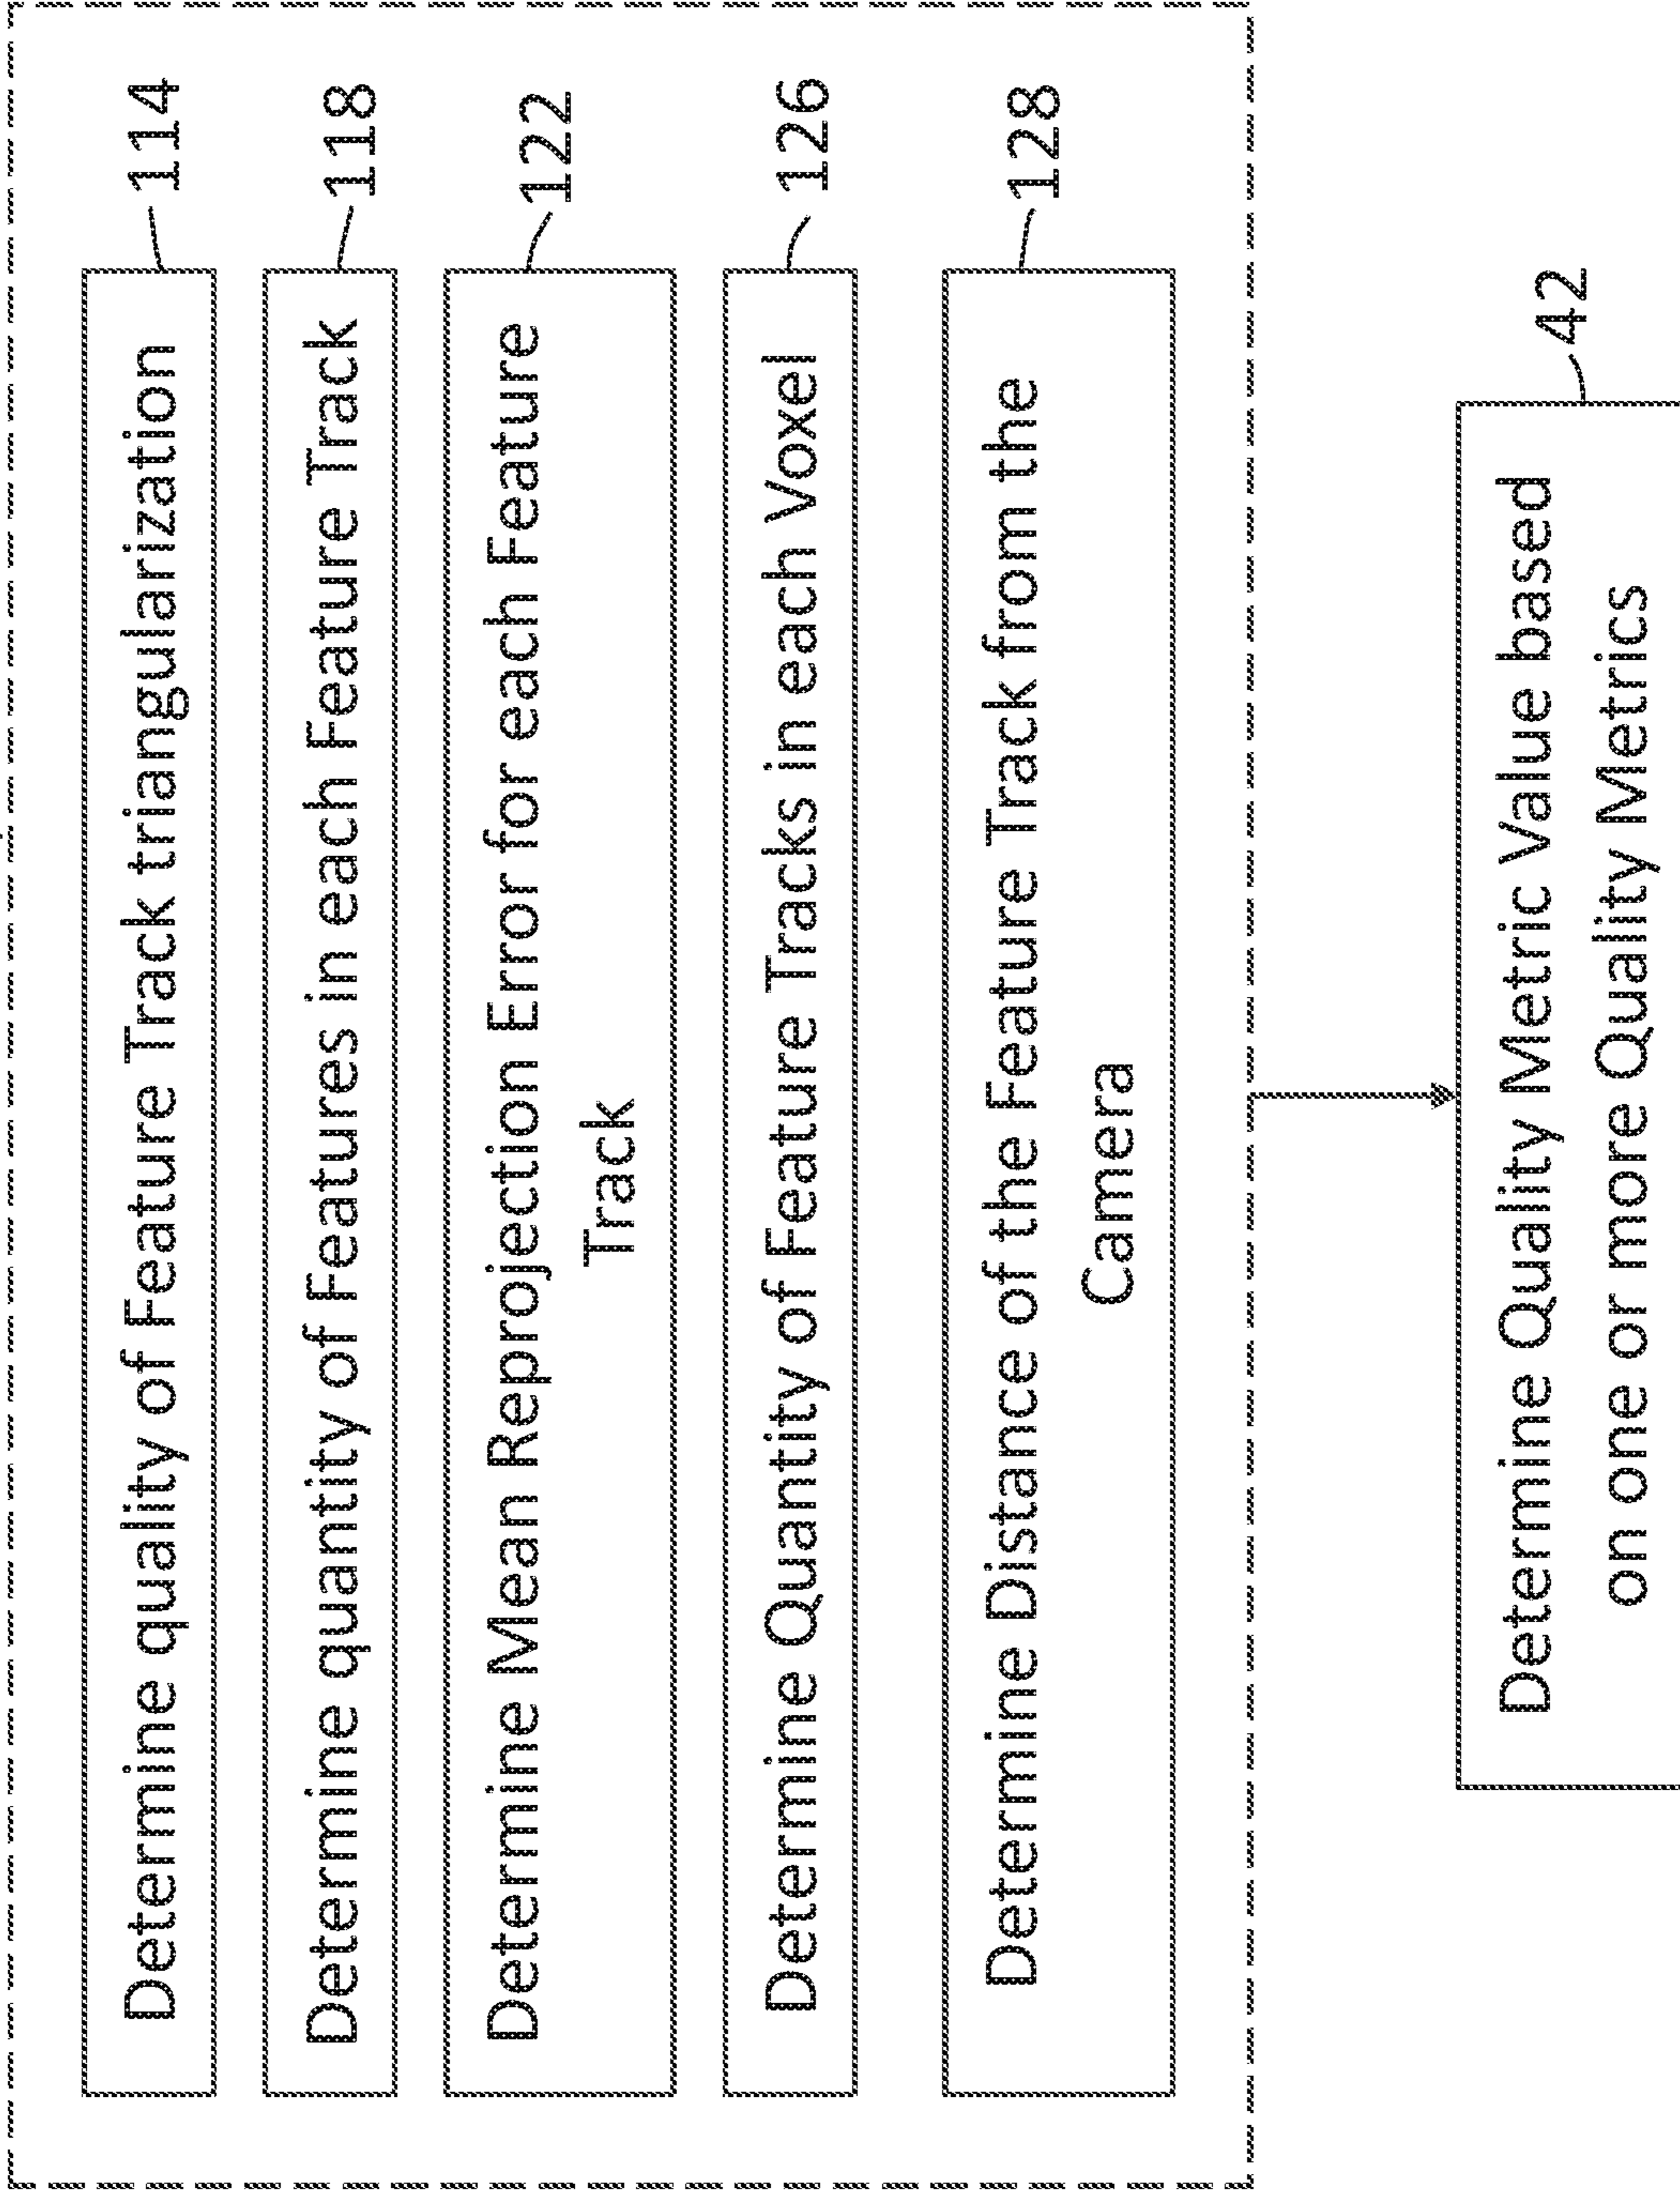 Determine quality of Feature Track triangularization
114
Determine quantity of Features in each Feature Track
118
Determine Mean Reprojection Error for each Feature
Track
122
Determine Quantity of Feature Tracks in each Voxel
126
Determine Distance of the Feature Track from the
Camera
128
Determine Quality Metric Value based
on one or more Quality Metrics
42